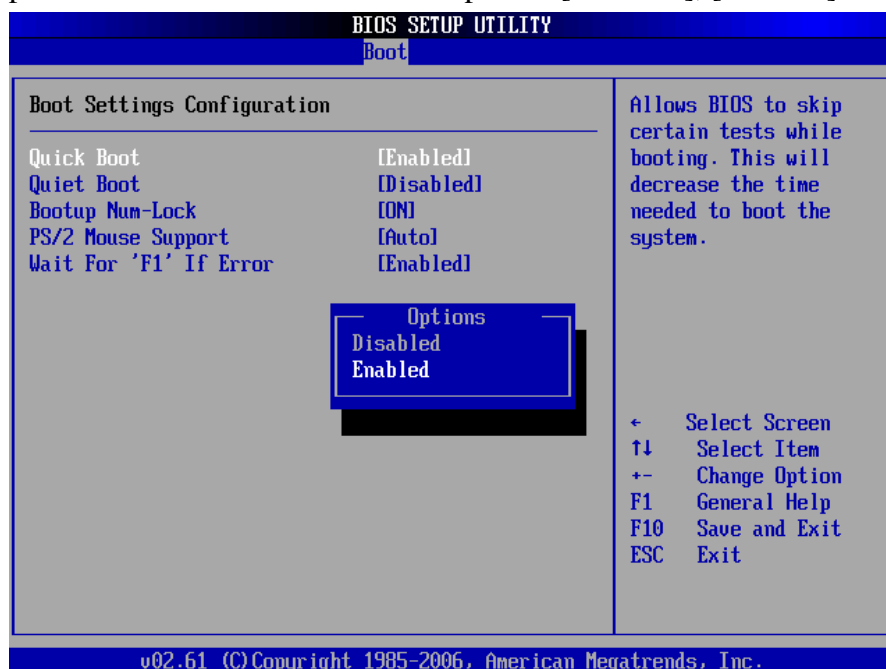 BIOS SETUP UTILITY
Boot
Boot Settings Configuration
Quick Boot [Enabled]
Quiet Boot [Disabled]
Bootup Num-Lock [ON]
PS/2 Mouse Support [Auto]
Wait For 'F1' If Error [Enabled]
Options
Disabled
Enabled
Allows BIOS to skip
certain tests while
booting. This will
decrease the time
needed to boot the
system.
← Select Screen
↑↓ Select Item
+- Change Option
F1 General Help
F10 Save and Exit
ESC Exit
v02.61 (C)Copyright 1985-2006, American Megatrends, Inc.